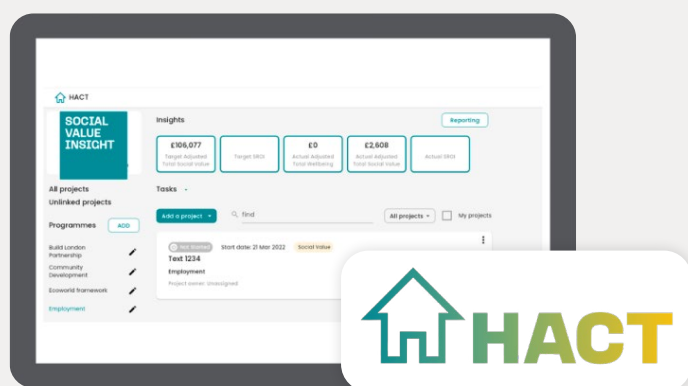 HACT
SOCIAL
VALUE
INSIGHT
All projects
Unlinked projects
Programmes
ADD
Build London
Partnership
Community
Development
Ecoworld framework
Employment
Insights
Reporting
£106,077
Target Adjusted
Total Social Value
Target SROI
£0
Actual Adjusted
Total Wellbeing
£2,608
Actual Adjusted
Total Social Value
Actual SROI
Tasks
Add a project
find
All projects
My projects
Not Started
Start date: 21 Mar 2022
Social Value
Text 1234
Employment
Project owner: Unassigned
HACT